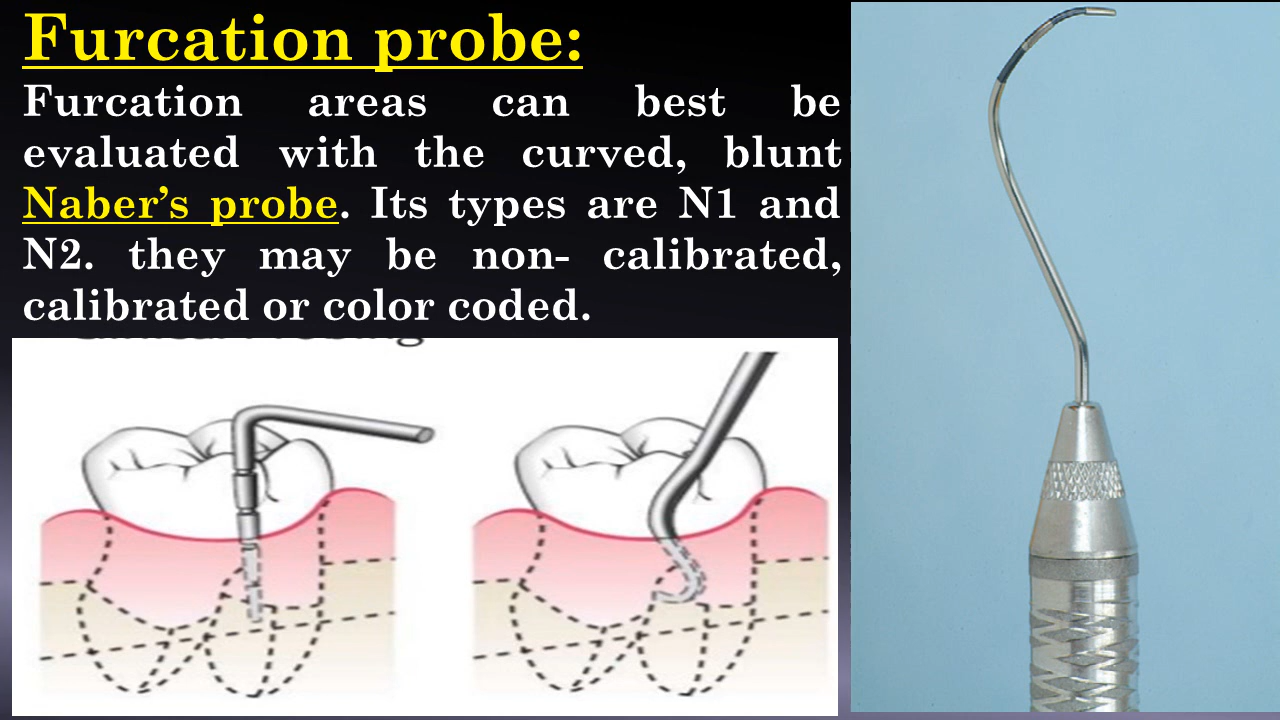 Furcation probe:
Furcation areas can best be
evaluated with the curved, blunt
Naber’s probe. Its types are N1 and
N2. they may be non- calibrated,
calibrated or color coded.